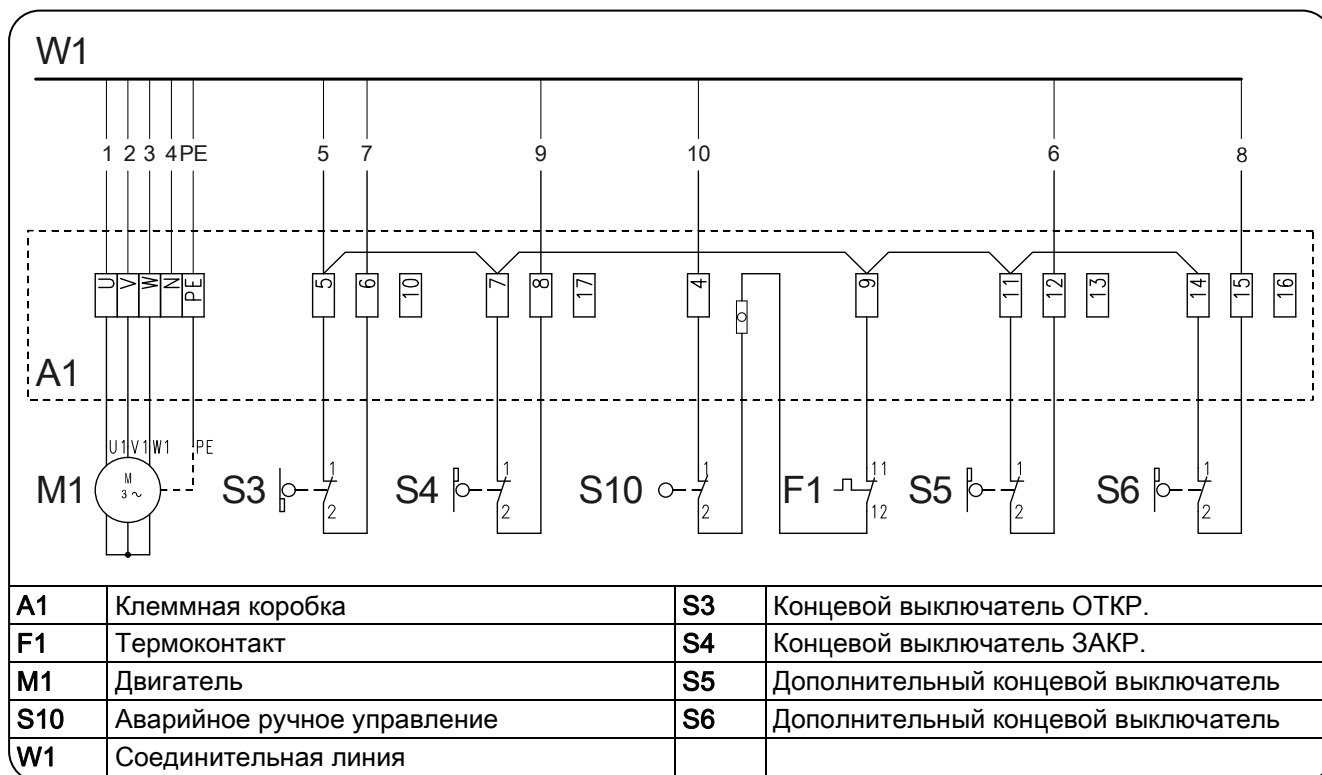 W1
1 2 3 4 PE 5 7 9 10 6 8
U V W N PE 5 6 10 7 8 17 4 9 11 12 13 14 15 16
A1
U1 V1 W1 PE
1 1 1 11 1 1
M1 M 3 ~ S3 S4 S10 F1 S5 S6
2 2 2 12 2 2
A1 Клеммная коробка S3 Концевой выключатель ОТКР.
F1 Термоконтакт S4 Концевой выключатель ЗАКР.
M1 Двигатель S5 Дополнительный концевой выключатель
S10 Аварийное ручное управление S6 Дополнительный концевой выключатель
W1 Соединительная линия